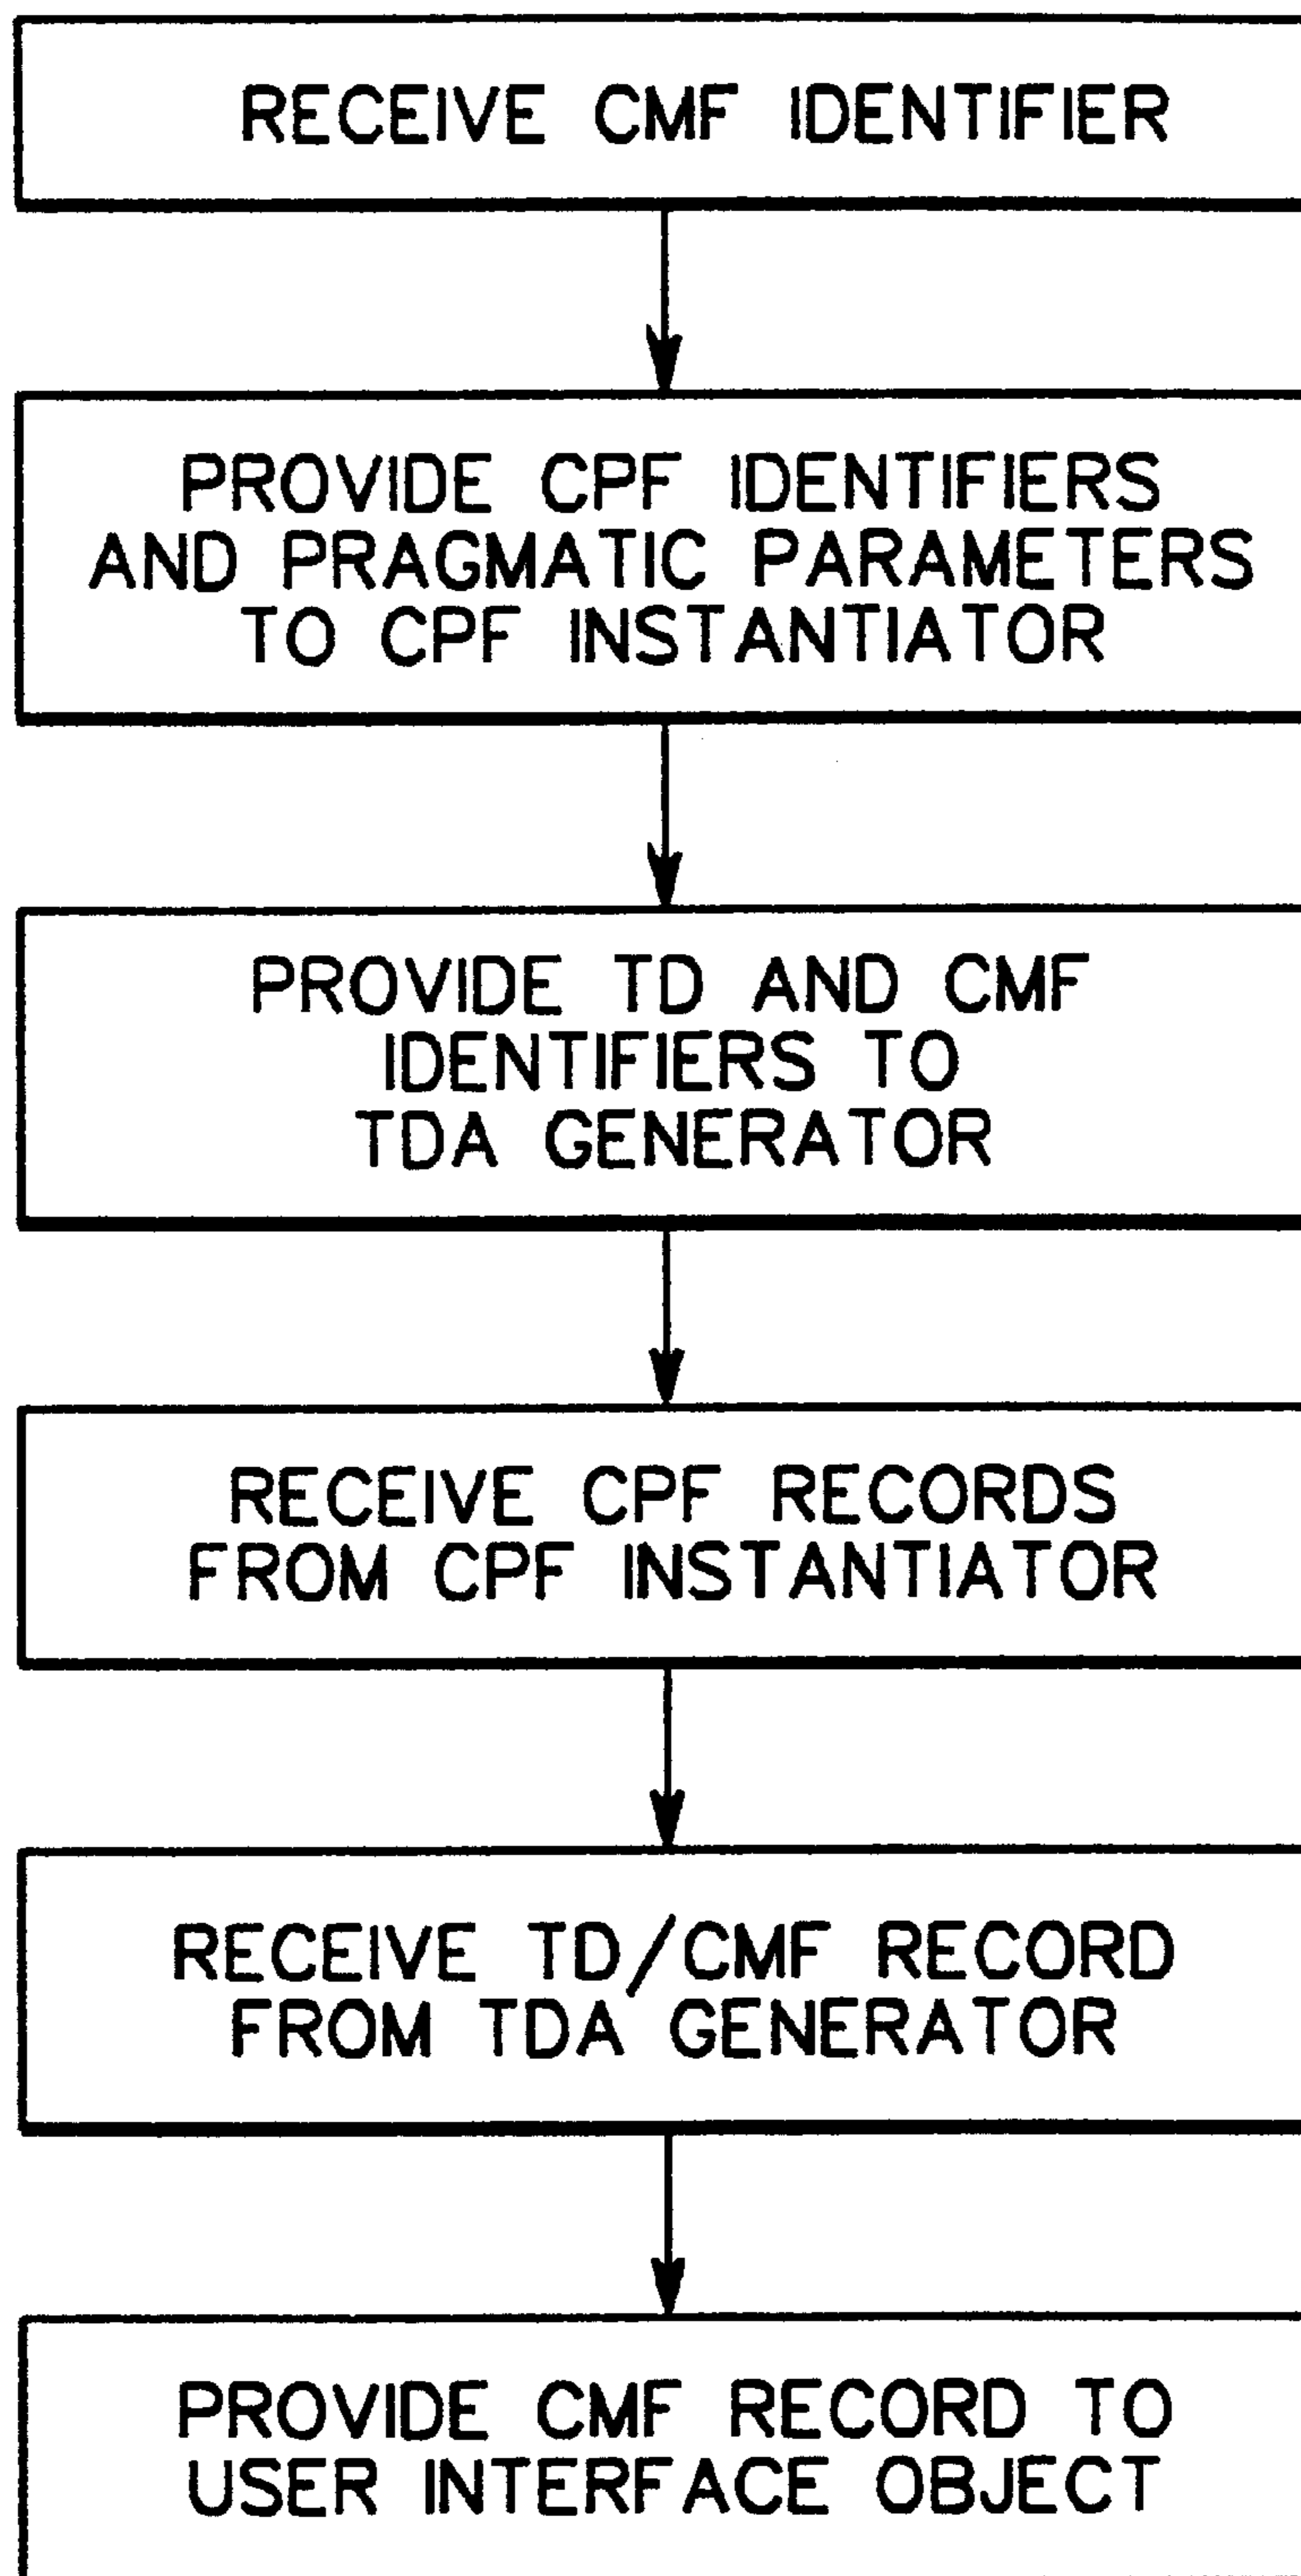 RECEIVE CMF IDENTIFIER
PROVIDE CPF IDENTIFIERS
AND PRAGMATIC PARAMETERS
TO CPF INSTANTIATOR
PROVIDE TD AND CMF
IDENTIFIERS TO
TDA GENERATOR
RECEIVE CPF RECORDS
FROM CPF INSTANTIATOR
RECEIVE TD/CMF RECORD
FROM TDA GENERATOR
PROVIDE CMF RECORD TO
USER INTERFACE OBJECT